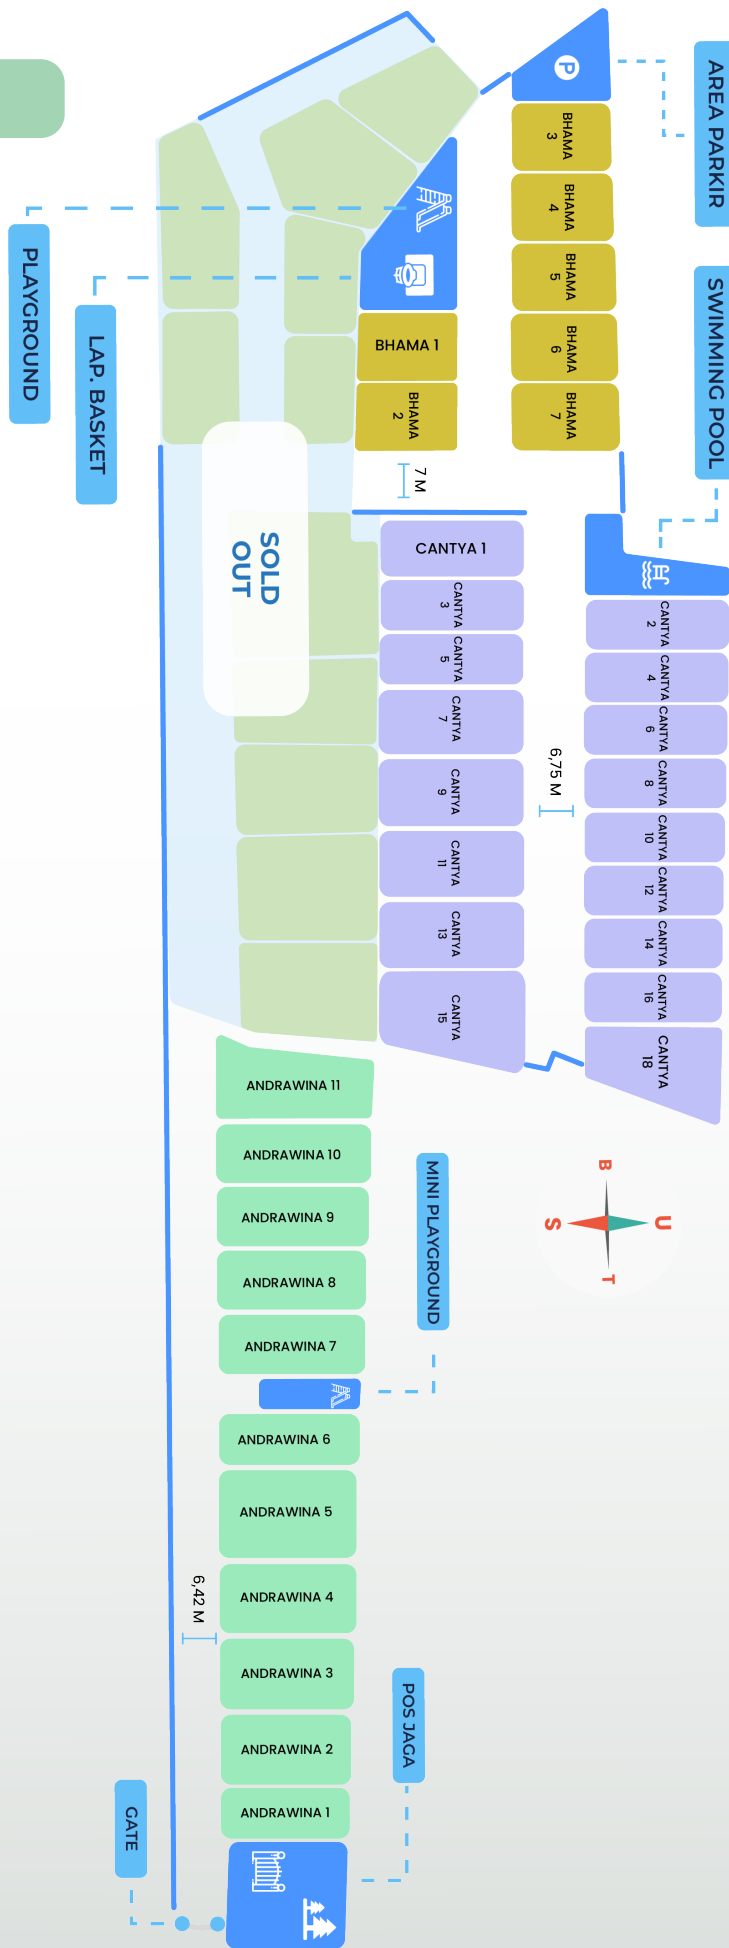 AREA PARKIR
P
BHAMA
3
BHAMA
4
BHAMA
5
BHAMA
6
BHAMA
7
SWIMMING POOL
PLAYGROUND
LAP. BASKET
BHAMA 1
BHAMA
2
7 M
SOLD
OUT
CANTYA 1
CANTYA
3
CANTYA
5
CANTYA
7
CANTYA
9
CANTYA
11
CANTYA
13
CANTYA
15
6,75 M
CANTYA
2
CANTYA
4
CANTYA
6
CANTYA
8
CANTYA
10
CANTYA
12
CANTYA
14
CANTYA
16
CANTYA
18
B
U
S
T
ANDRAWINA 11
ANDRAWINA 10
ANDRAWINA 9
ANDRAWINA 8
ANDRAWINA 7
MINI PLAYGROUND
ANDRAWINA 6
ANDRAWINA 5
ANDRAWINA 4
ANDRAWINA 3
ANDRAWINA 2
ANDRAWINA 1
6,42 M
POS JAGA
GATE